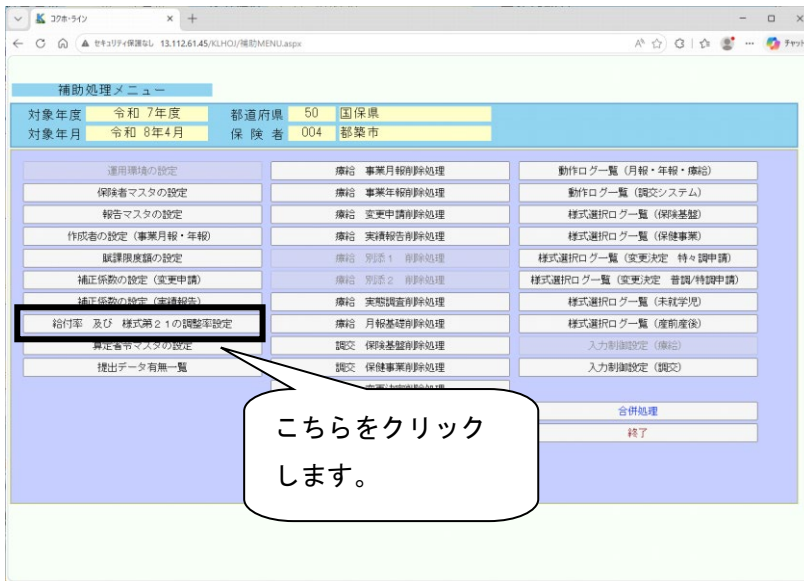 コクホ・ライン
セキュリティ保護なし 13.112.61.45/KLHOJ/補助MENU.aspx
チャット
補助処理メニュー
対象年度 令和 7年度 都道府県 50 国保県
対象年月 令和 8年4月 保険者 004 都築市
運用環境の設定
保険者マスタの設定
報告マスタの設定
作成者の設定（事業月報・年報）
賦課限度額の設定
補正係数の設定（変更申請）
補正係数の設定（実績報告）
給付率 及び 様式第２１の調整率設定
算定省令マスタの設定
提出データ有無一覧
療給 事業月報削除処理
療給 事業年報削除処理
療給 変更申請削除処理
療給 実績報告削除処理
療給 別添１ 削除処理
療給 別添２ 削除処理
療給 実態調査削除処理
療給 月報基礎削除処理
調交 保険基盤削除処理
調交 保健事業削除処理
動作ログ一覧（月報・年報・療給）
動作ログ一覧（調交システム）
様式選択ログ一覧（保険基盤）
様式選択ログ一覧（保健事業）
様式選択ログ一覧（変更決定 特々調申請）
様式選択ログ一覧（変更決定 普調/特調申請）
様式選択ログ一覧（未就学児）
様式選択ログ一覧（産前産後）
入力制御設定（療給）
入力制御設定（調交）
合併処理
終了
こちらをクリック
します。